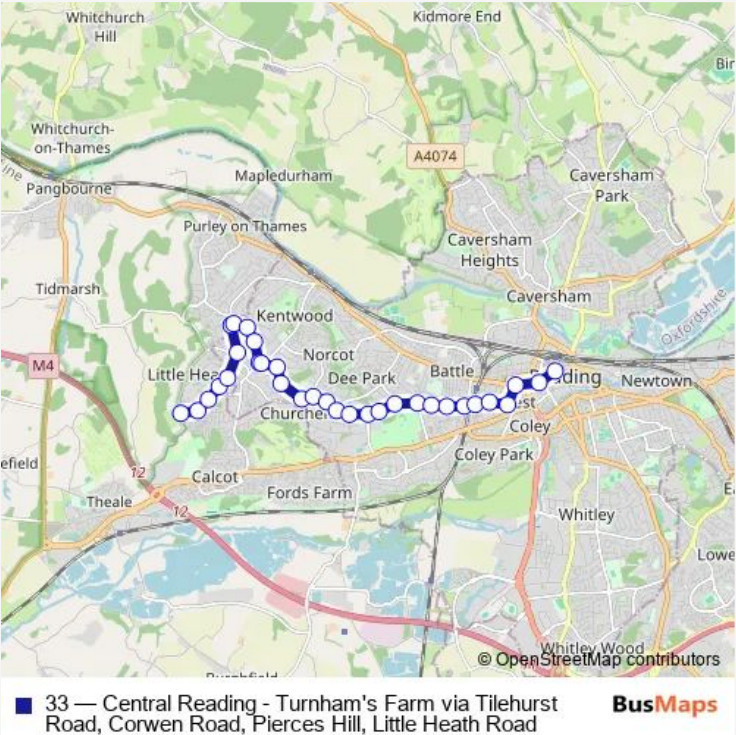 Whitchurch
Hill
Kidmore End
Whitchurch-
on-Thames
A4074
Mapledurham
Caversham
Park
Pangbourne
Purley on Thames
Caversham
Heights
Tidmarsh
Caversham
Oxfordshire
Kentwood
M4
Norcot
Dee Park
Battle
Newtown
Coley
Coley Park
12
Calcot
Fords Farm
Theale
12
Whitley
Whitley Wood
© OpenStreetMap contributors
33 — Central Reading - Turnham's Farm via Tilehurst
Road, Corwen Road, Pierces Hill, Little Heath Road
BusMaps